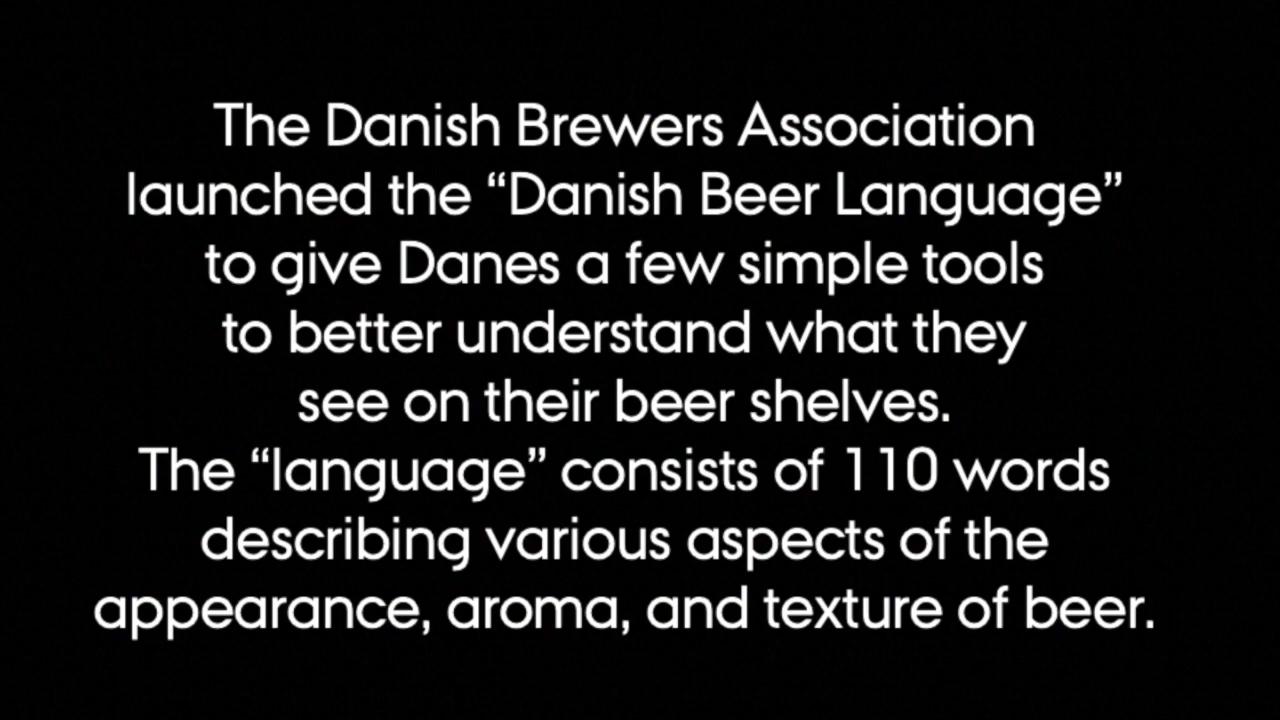 The Danish Brewers Association
launched the “Danish Beer Language”
to give Danes a few simple tools
to better understand what they
see on their beer shelves.
The “language” consists of 110 words
describing various aspects of the
appearance, aroma, and texture of beer.